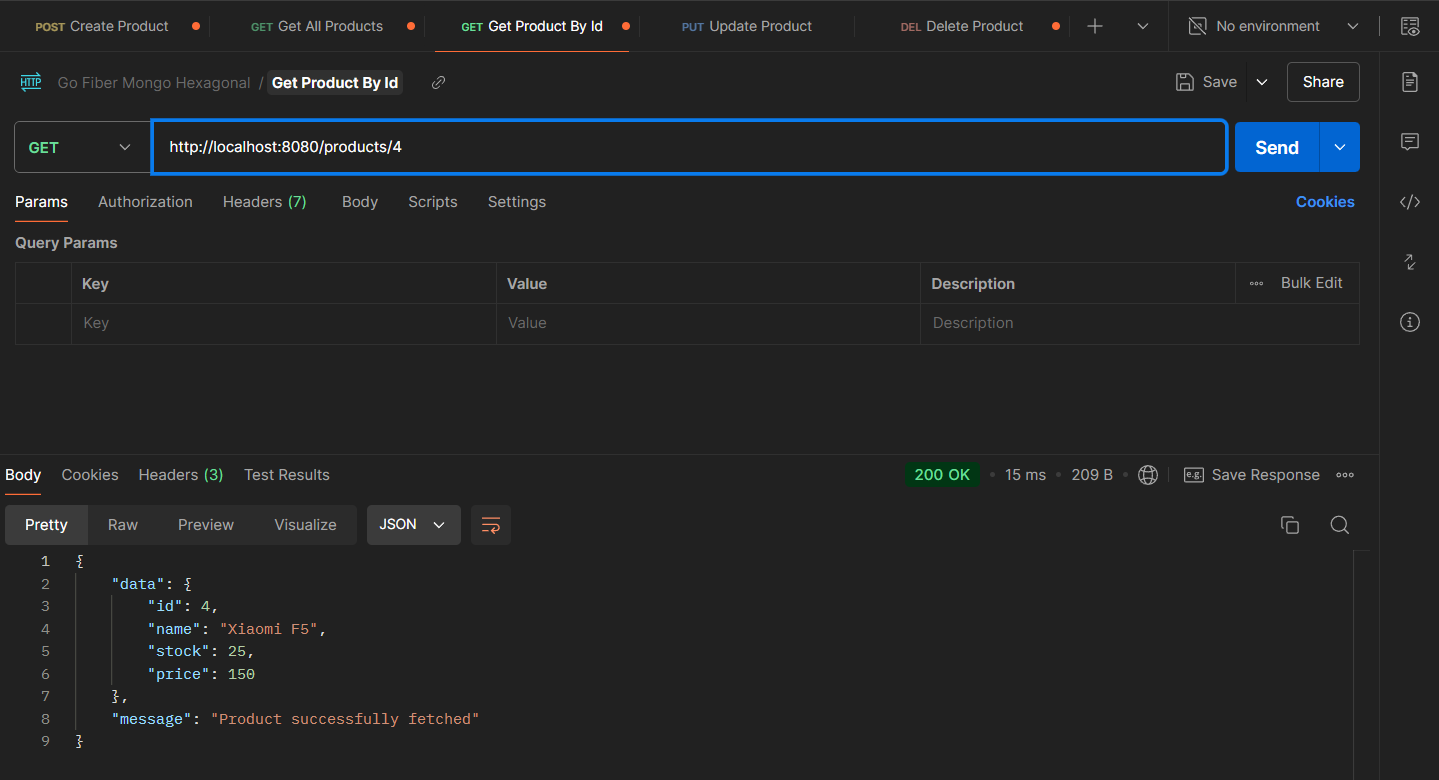 POST Create Product GET Get All Products GET Get Product By Id PUT Update Product DEL Delete Product No environment
HTTP Go Fiber Mongo Hexagonal / Get Product By Id Save Share
GET http://localhost:8080/products/4 Send
Params Authorization Headers (7) Body Scripts Settings Cookies
Query Params
Key Value Description Bulk Edit
Key Value Description
Body Cookies Headers (3) Test Results 200 OK 15 ms 209 B e.g. Save Response
Pretty Raw Preview Visualize JSON
1 {
2 "data": {
3 "id": 4,
4 "name": "Xiaomi F5",
5 "stock": 25,
6 "price": 150
7 },
8 "message": "Product successfully fetched"
9 }